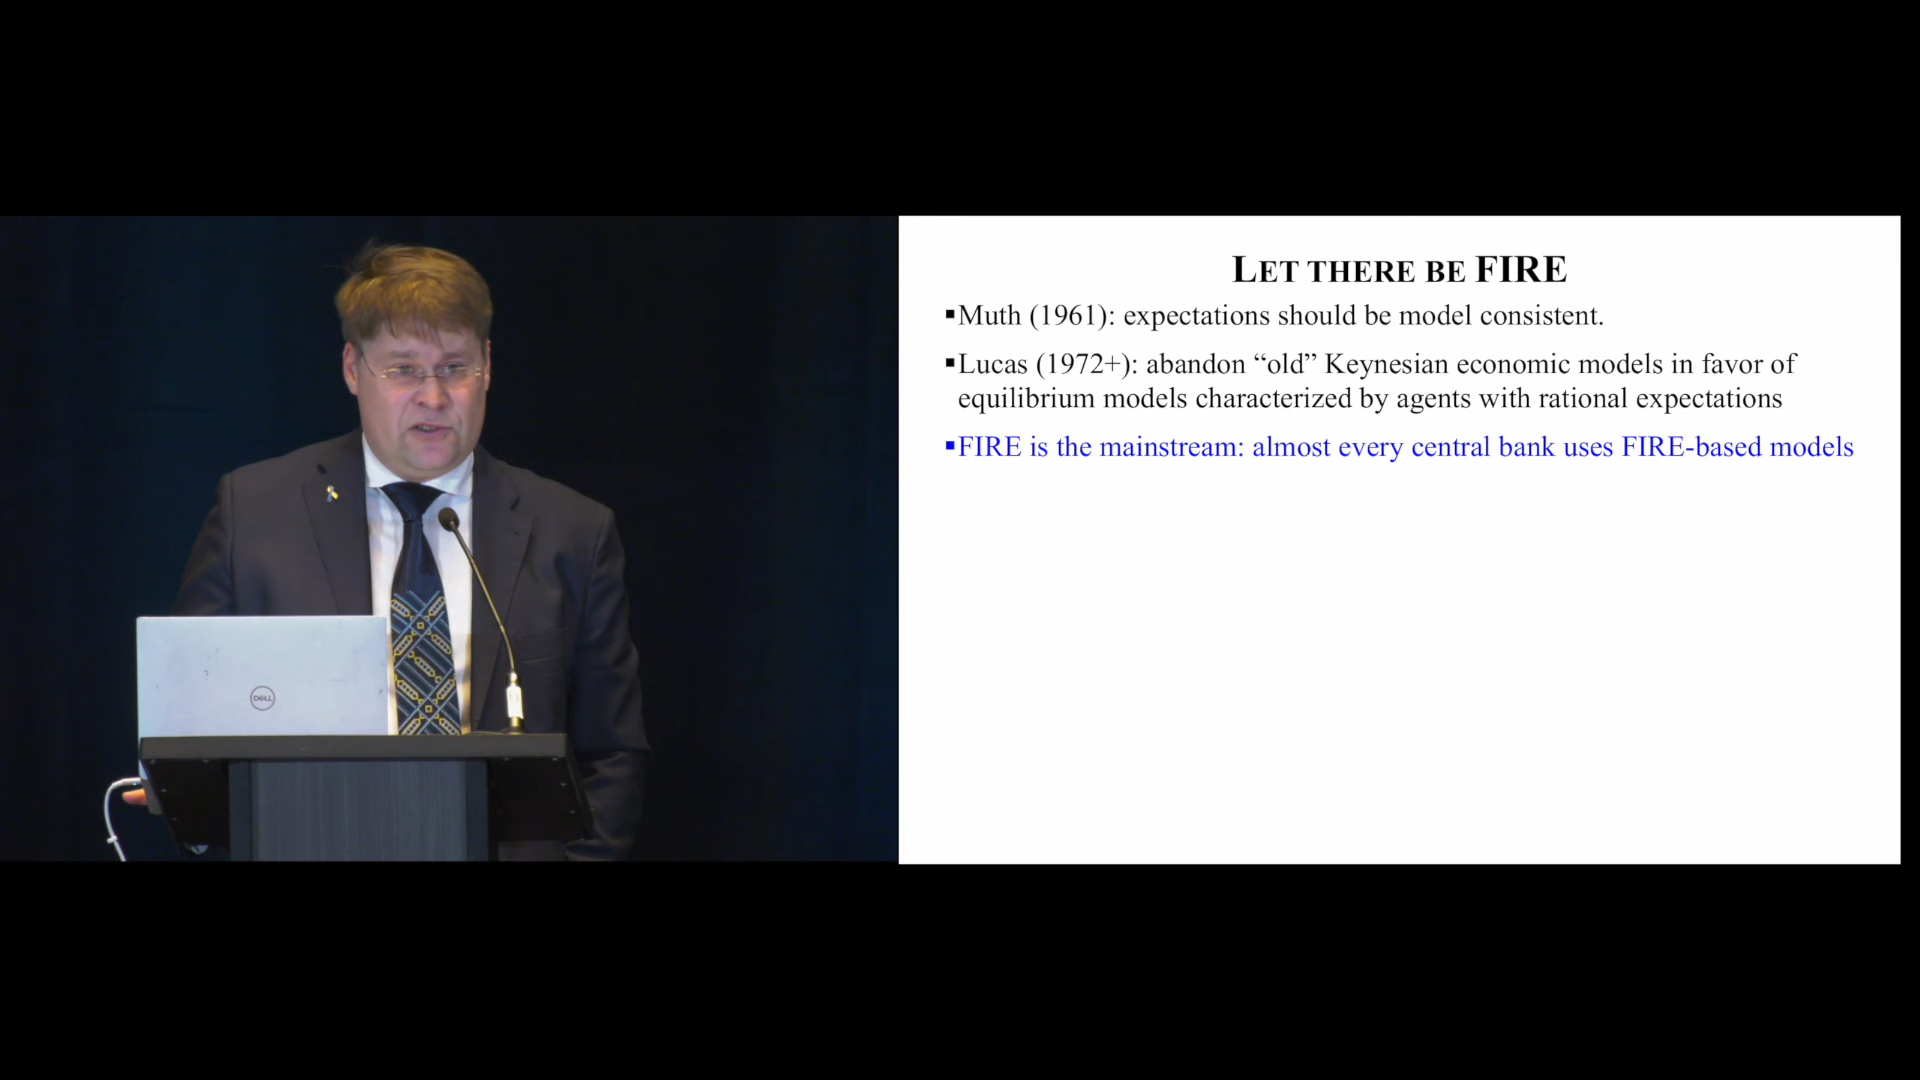 LET THERE BE FIRE
▪Muth (1961): expectations should be model consistent.
▪Lucas (1972+): abandon “old” Keynesian economic models in favor of
equilibrium models characterized by agents with rational expectations
▪FIRE is the mainstream: almost every central bank uses FIRE-based models
DELL